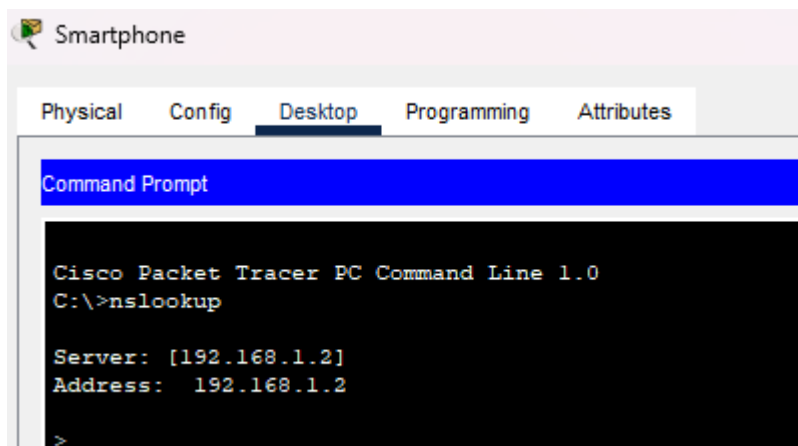 Smartphone
Physical Config Desktop Programming Attributes
Command Prompt
Cisco Packet Tracer PC Command Line 1.0
C:\>nslookup
Server: [192.168.1.2]
Address:  192.168.1.2
>